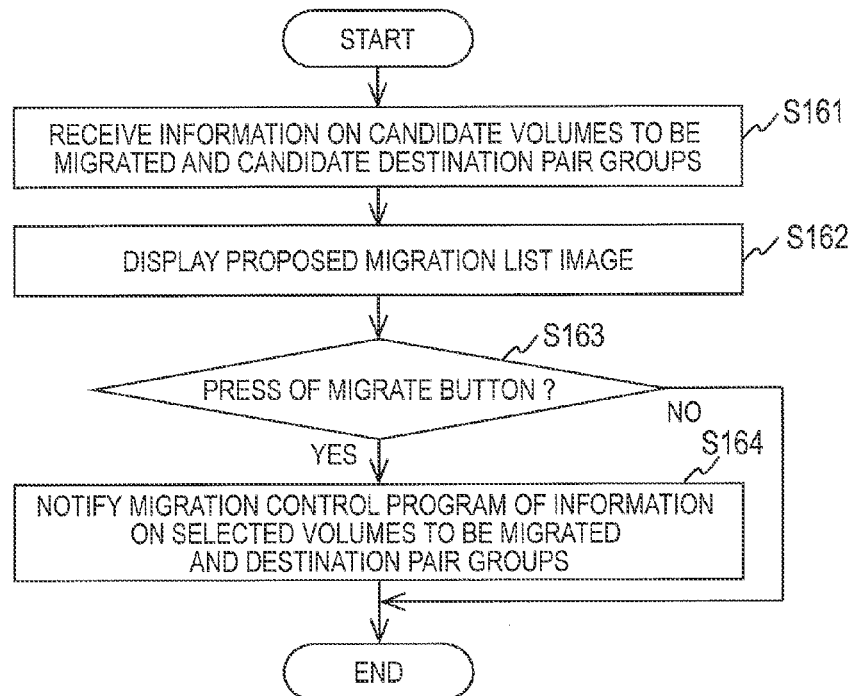 START
S161
RECEIVE INFORMATION ON CANDIDATE VOLUMES TO BE
MIGRATED AND CANDIDATE DESTINATION PAIR GROUPS
S162
DISPLAY PROPOSED MIGRATION LIST IMAGE
S163
PRESS OF MIGRATE BUTTON ?
NO
YES
S164
NOTIFY MIGRATION CONTROL PROGRAM OF INFORMATION
ON SELECTED VOLUMES TO BE MIGRATED
AND DESTINATION PAIR GROUPS
END